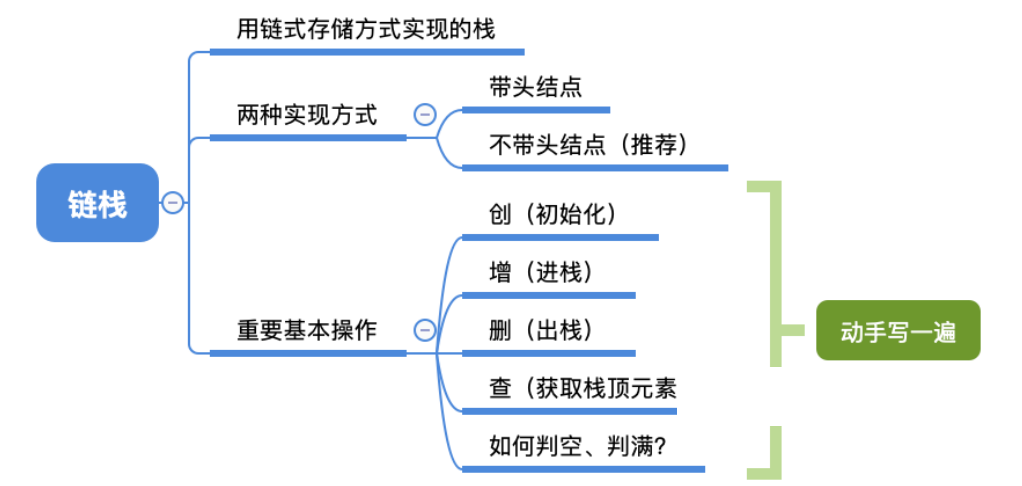 用链式存储方式实现的栈
两种实现方式
带头结点
不带头结点（推荐）
链栈
重要基本操作
创（初始化）
增（进栈）
删（出栈）
查（获取栈顶元素
如何判空、判满？
动手写一遍